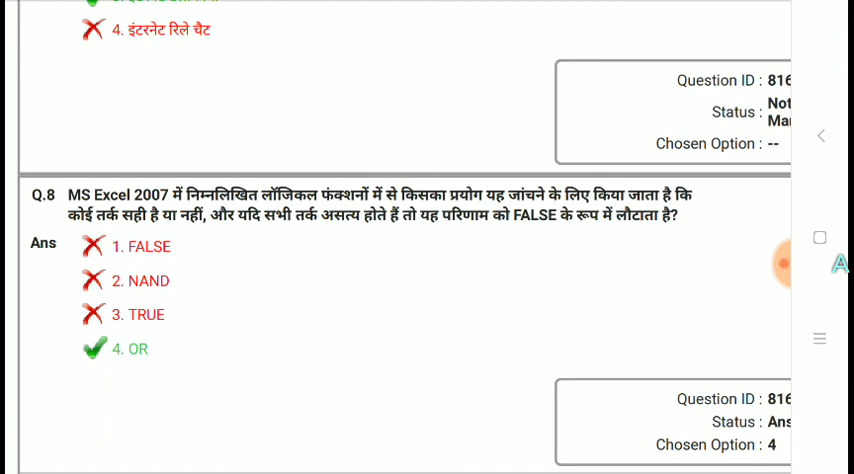 4. इंटरनेट रिले चैट
Question ID : 816
Status : Not
Mar
Chosen Option : --
Q.8 MS Excel 2007 में निम्नलिखित लॉजिकल फंक्शनों में से किसका प्रयोग यह जांचने के लिए किया जाता है कि
कोई तर्क सही है या नहीं, और यदि सभी तर्क असत्य होते हैं तो यह परिणाम को FALSE के रूप में लौटाता है?
Ans 1. FALSE
2. NAND
3. TRUE
4. OR
Question ID : 816
Status : Ans
Chosen Option : 4
A